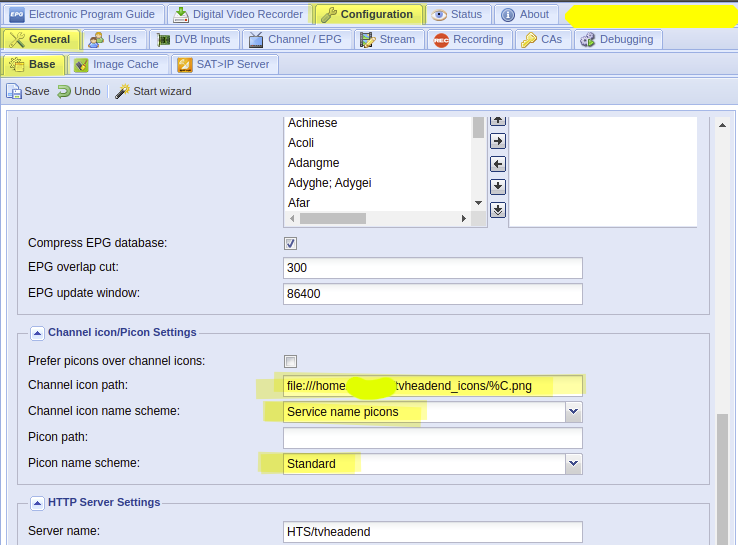 EPG Electronic Program Guide Digital Video Recorder Configuration Status About
General Users DVB Inputs Channel / EPG Stream REC Recording CAs Debugging
Base Image Cache SAT>IP Server
Save Undo Start wizard
Achinese
Acoli
Adangme
Adyghe; Adygei
Afar
Compress EPG database:
EPG overlap cut: 300
EPG update window: 86400
Channel icon/Picon Settings
Prefer picons over channel icons:
Channel icon path: file:///home tvheadend_icons/%C.png
Channel icon name scheme: Service name picons
Picon path:
Picon name scheme: Standard
HTTP Server Settings
Server name: HTS/tvheadend